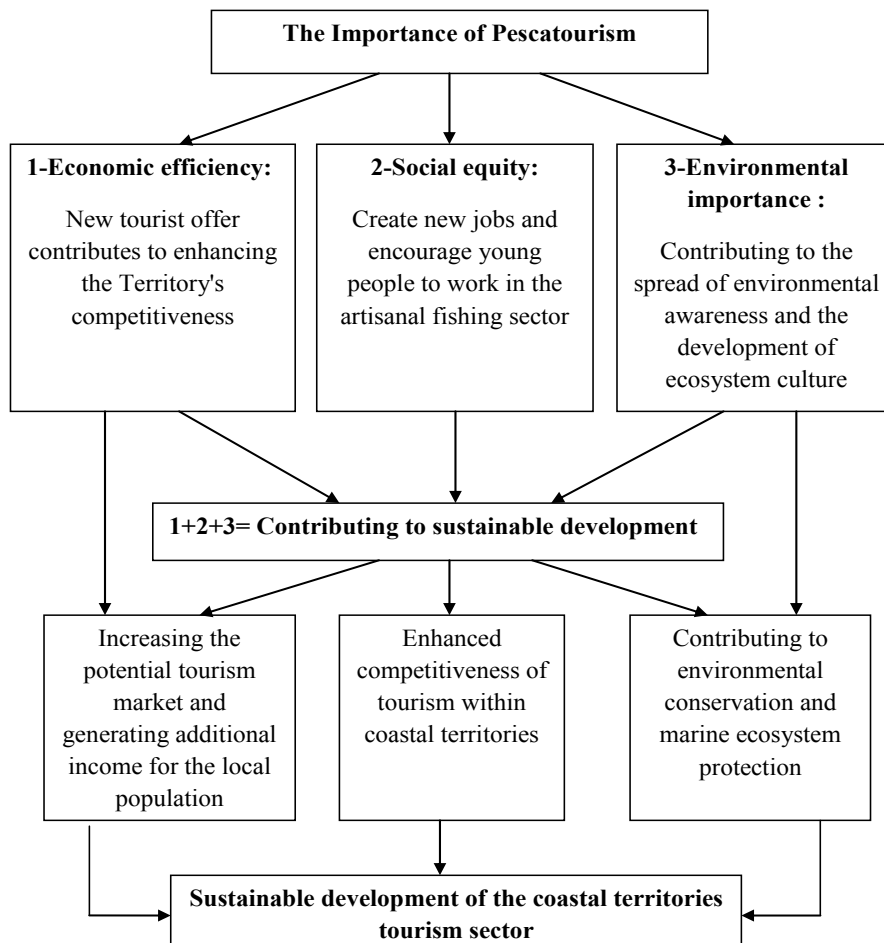 The Importance of Pescatourism
1-Economic efficiency:
New tourist offer
contributes to enhancing
the Territory's
competitiveness
2-Social equity:
Create new jobs and
encourage young
people to work in the
artisanal fishing sector
3-Environmental
importance :
Contributing to the
spread of environmental
awareness and the
development of
ecosystem culture
1+2+3= Contributing to sustainable development
Increasing the
potential tourism
market and
generating additional
income for the local
population
Enhanced
competitiveness of
tourism within
coastal territories
Contributing to
environmental
conservation and
marine ecosystem
protection
Sustainable development of the coastal territories
tourism sector